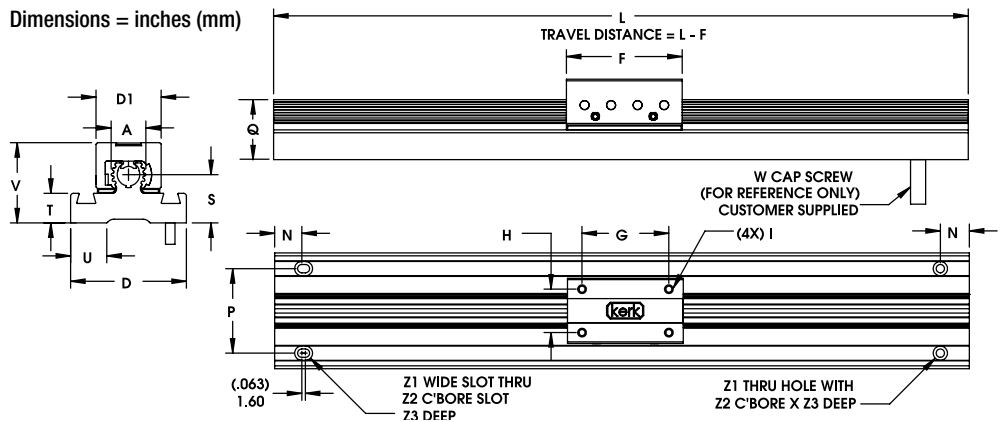 Dimensions = inches (mm)
L
TRAVEL DISTANCE = L - F
F
D1
A
Q
V
T
S
U
D
W CAP SCREW
(FOR REFERENCE ONLY)
CUSTOMER SUPPLIED
N
H
G
(4X) I
N
P
kerk
(.063)
1.60
Z1 WIDE SLOT THRU
Z2 C'BORE SLOT
Z3 DEEP
Z1 THRU HOLE WITH
Z2 C'BORE X Z3 DEEP